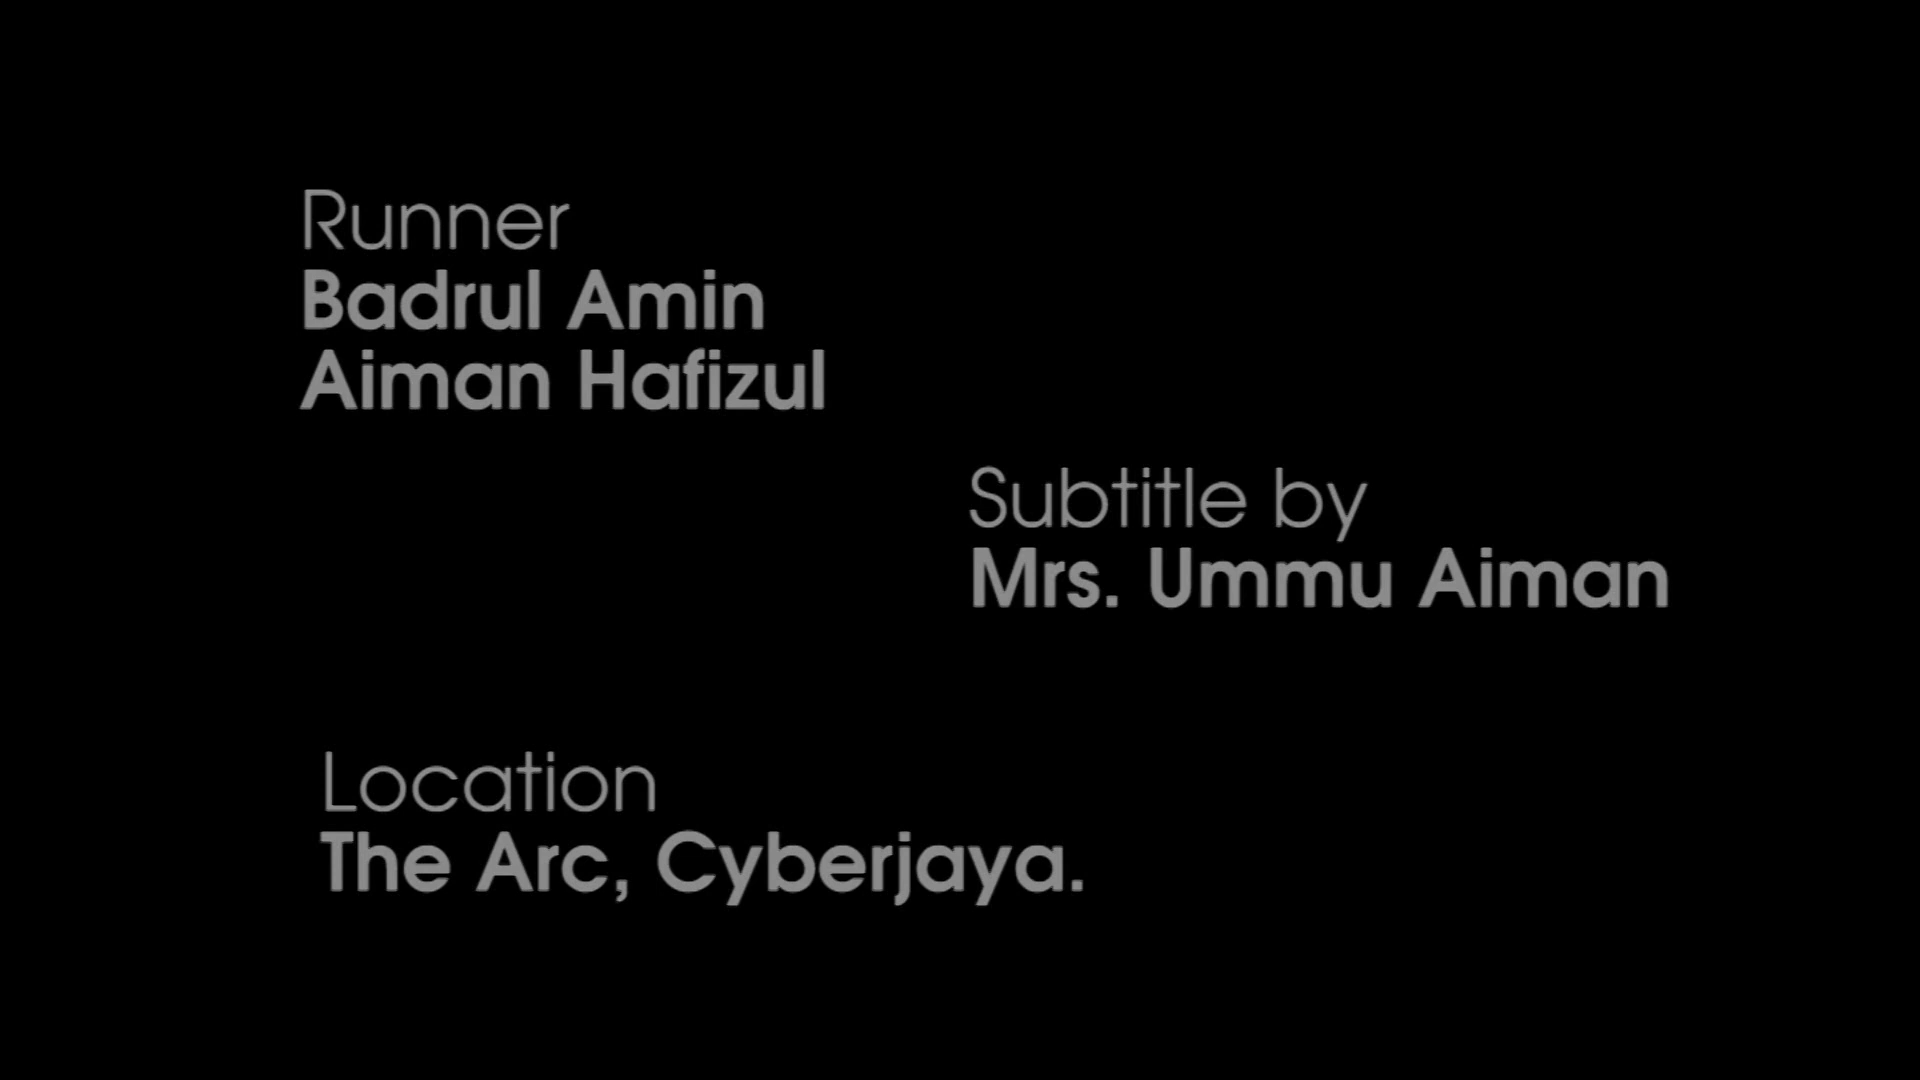 Runner
Badrul Amin
Aiman Hafizul
Subtitle by
Mrs. Ummu Aiman
Location
The Arc, Cyberjaya.